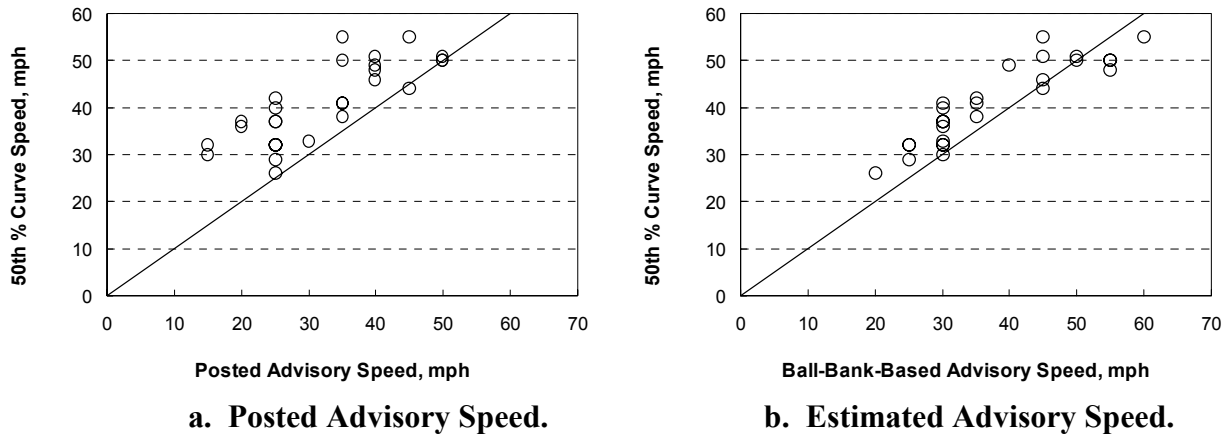 50th % Curve Speed, mph
60
50
40
30
20
10
0
0 10 20 30 40 50 60 70
Posted Advisory Speed, mph
a. Posted Advisory Speed.
50th % Curve Speed, mph
60
50
40
30
20
10
0
0 10 20 30 40 50 60 70
Ball-Bank-Based Advisory Speed, mph
b. Estimated Advisory Speed.